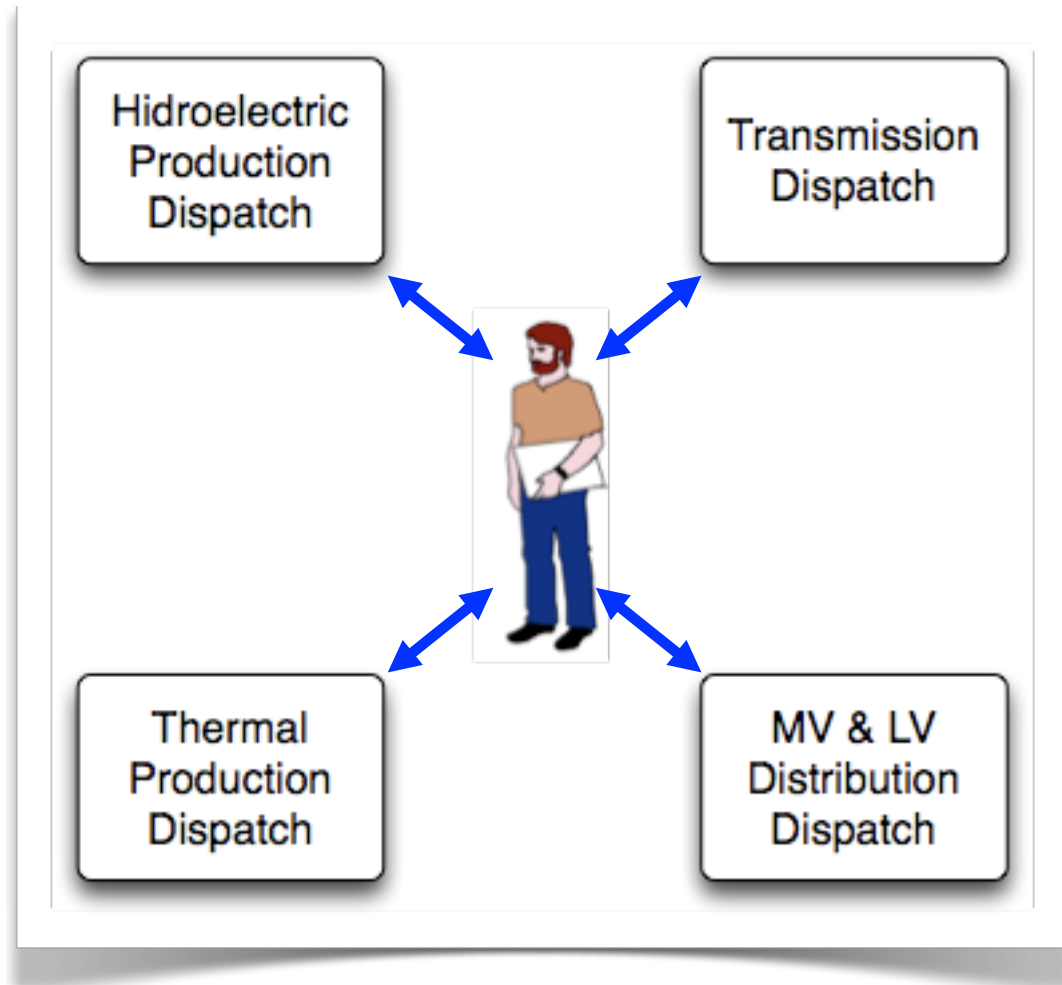 Hidroelectric
Production
Dispatch
Transmission
Dispatch
Thermal
Production
Dispatch
MV & LV
Distribution
Dispatch